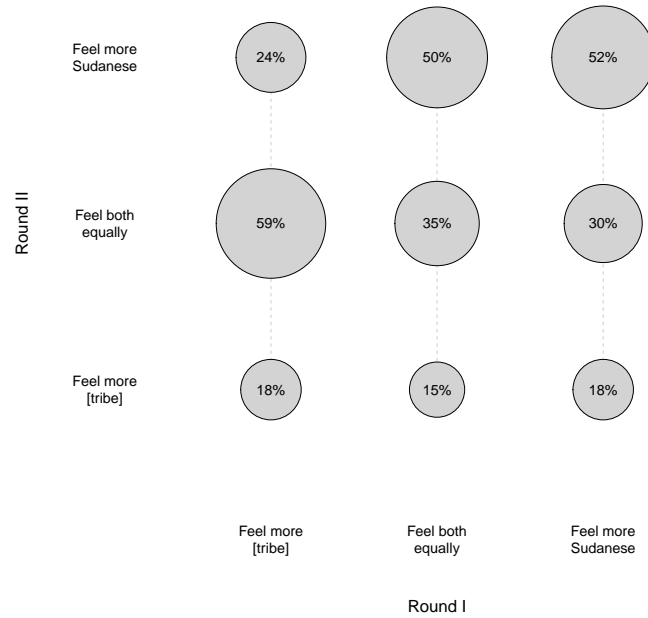 Feel more
Sudanese
24%
50%
52%
Round II
Feel both
equally
59%
35%
30%
Feel more
[tribe]
18%
15%
18%
Feel more
[tribe]
Feel both
equally
Feel more
Sudanese
Round I